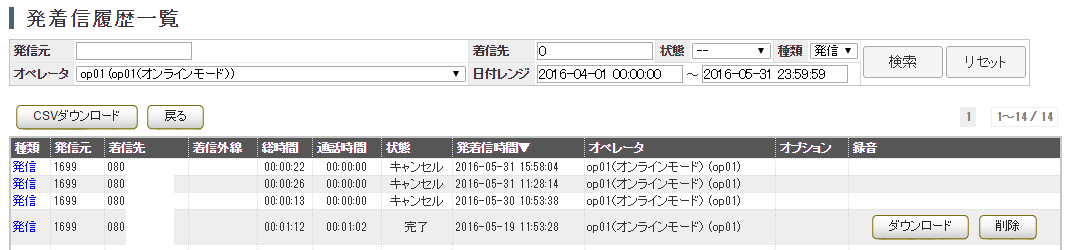 発着信履歴一覧
発信元 着信先 0 状態 -- 種類 発信 検索 リセット
オペレータ op01 (op01(オンラインモード)) 日付レンジ 2016-04-01 00:00:00 ～ 2016-05-31 23:59:59
CSVダウンロード 戻る 1 1～14 / 14
種類 発信元 着信先 着信外線 総時間 通話時間 状態 発着信時間▼ オペレータ オプション 録音
発信 1699 080 00:00:22 00:00:00 キャンセル 2016-05-31 15:58:04 op01(オンラインモード) (op01)
発信 1699 080 00:00:26 00:00:00 キャンセル 2016-05-31 11:28:14 op01(オンラインモード) (op01)
発信 1699 080 00:00:13 00:00:00 キャンセル 2016-05-30 10:53:38 op01(オンラインモード) (op01)
発信 1699 080 00:01:12 00:01:02 完了 2016-05-19 11:53:28 op01(オンラインモード) (op01) ダウンロード 削除